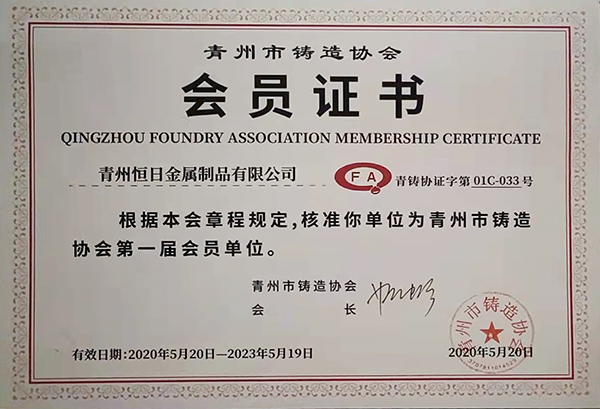 青州市铸造协会
会员证书
QINGZHOU FOUNDRY ASSOCIATION MEMBERSHIP CERTIFICATE
青州恒日金属制品有限公司 FA 青铸协证字第 01C-033 号
根据本会章程规定,核准你单位为青州市铸造
协会第一届会员单位。
青州市铸造协会
会 长
青州市铸造协会
有效日期:2020年5月20日—2023年5月19日 2020年5月20日